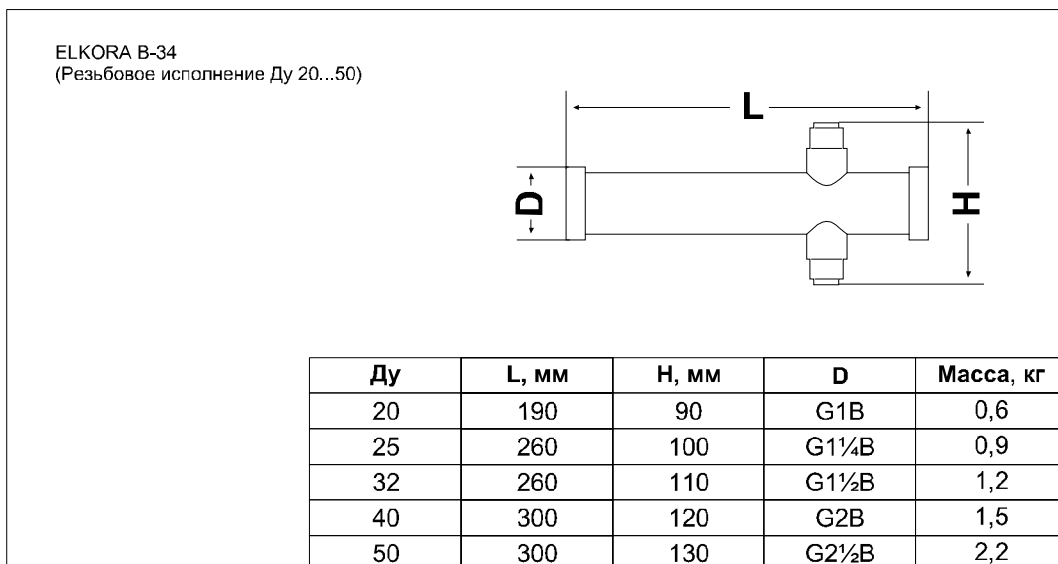 ELKORA B-34
(Резьбовое исполнение Ду 20...50)
L
D
H
Ду L, мм H, мм D Масса, кг
20 190 90 G1B 0,6
25 260 100 G1¼B 0,9
32 260 110 G1½B 1,2
40 300 120 G2B 1,5
50 300 130 G2½B 2,2